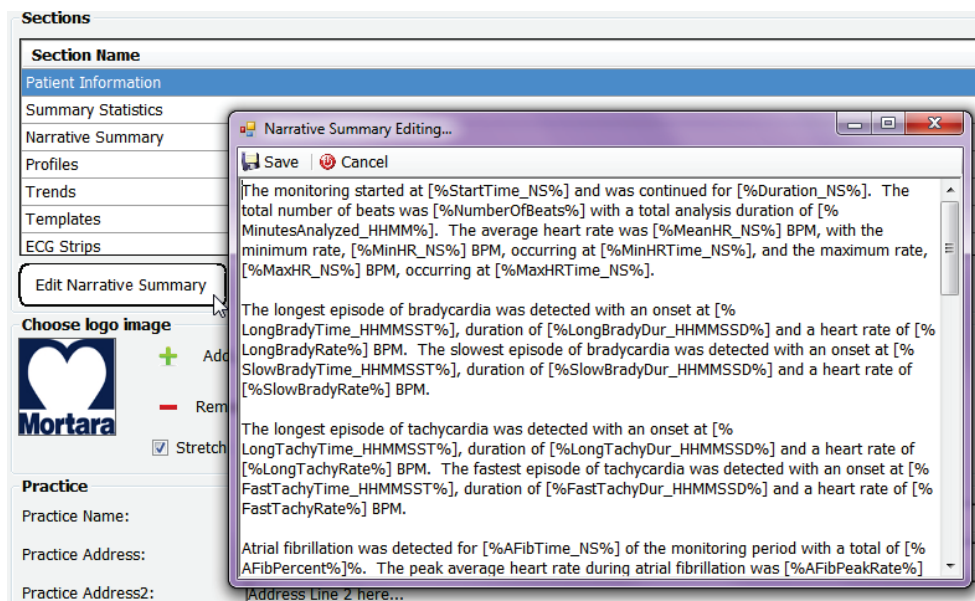 Sections
Section Name
Patient Information
Summary Statistics
Narrative Summary
Profiles
Trends
Templates
ECG Strips
Edit Narrative Summary
Choose logo image
Add
Rem
Stretch
Mortara
Practice
Practice Name:
Practice Address:
Practice Address2:
Address Line 2 here...
Narrative Summary Editing...
Save
Cancel
The monitoring started at [%StartTime_NS%] and was continued for [%Duration_NS%].  The
total number of beats was [%NumberOfBeats%] with a total analysis duration of [%
MinutesAnalyzed_HHMM%].  The average heart rate was [%MeanHR_NS%] BPM, with the
minimum rate, [%MinHR_NS%] BPM, occurring at [%MinHRTime_NS%], and the maximum rate,
[%MaxHR_NS%] BPM, occurring at [%MaxHRTime_NS%].
The longest episode of bradycardia was detected with an onset at [%
LongBradyTime_HHMMSST%], duration of [%LongBradyDur_HHMMSSD%] and a heart rate of [%
LongBradyRate%] BPM.  The slowest episode of bradycardia was detected with an onset at [%
SlowBradyTime_HHMMSST%], duration of [%SlowBradyDur_HHMMSSD%] and a heart rate of
[%SlowBradyRate%] BPM.
The longest episode of tachycardia was detected with an onset at [%
LongTachyTime_HHMMSST%], duration of [%LongTachyDur_HHMMSSD%] and a heart rate of
[%LongTachyRate%] BPM.  The fastest episode of tachycardia was detected with an onset at [%
FastTachyTime_HHMMSST%], duration of [%FastTachyDur_HHMMSSD%] and a heart rate of [%
FastTachyRate%] BPM.
Atrial fibrillation was detected for [%AFibTime_NS%] of the monitoring period with a total of [%
AFibPercent%]%.  The peak average heart rate during atrial fibrillation was [%AFibPeakRate%]